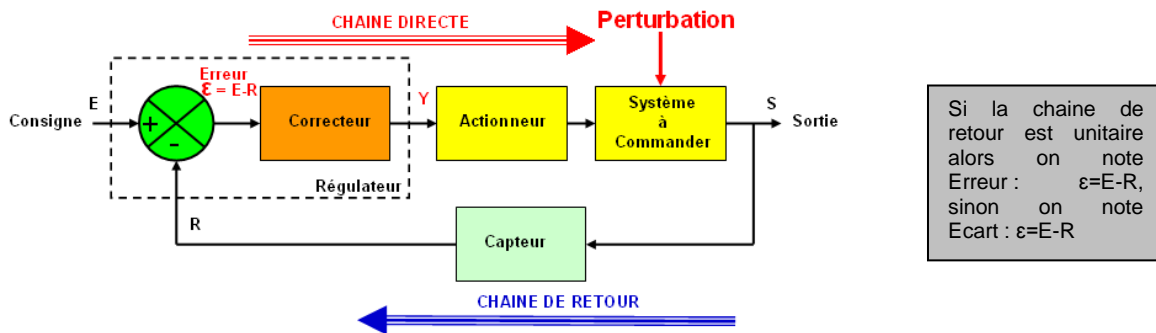 CHAINE DIRECTE
Perturbation
Erreur
ε = E-R
E
Y
S
Consigne
+
-
Correcteur
Actionneur
Système
à
Commander
Sortie
Régulateur
R
Capteur
CHAINE DE RETOUR
Si la chaine de
retour est unitaire
alors on note
Erreur : ε=E-R,
sinon on note
Ecart : ε=E-R